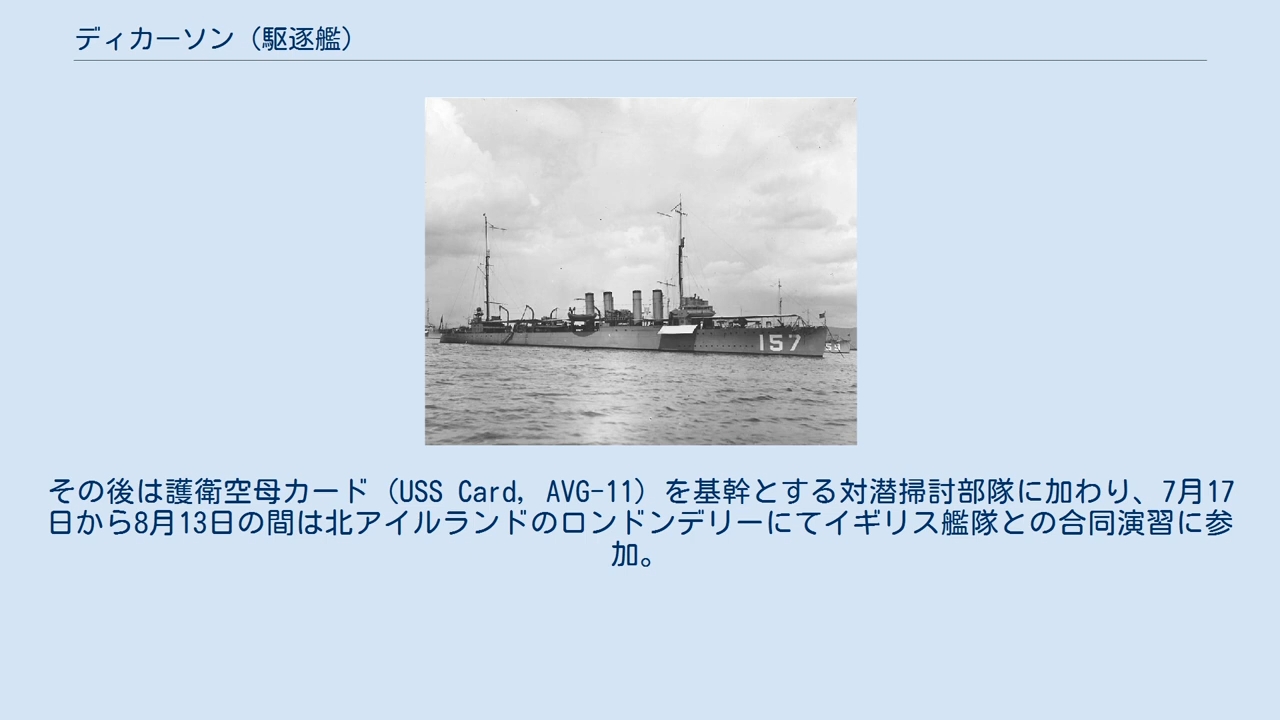 ディカーソン（駆逐艦）
157
その後は護衛空母カード（USS Card, AVG-11）を基幹とする対潜掃討部隊に加わり、7月17
日から8月13日の間は北アイルランドのロンドンデリーにてイギリス艦隊との合同演習に参
加。